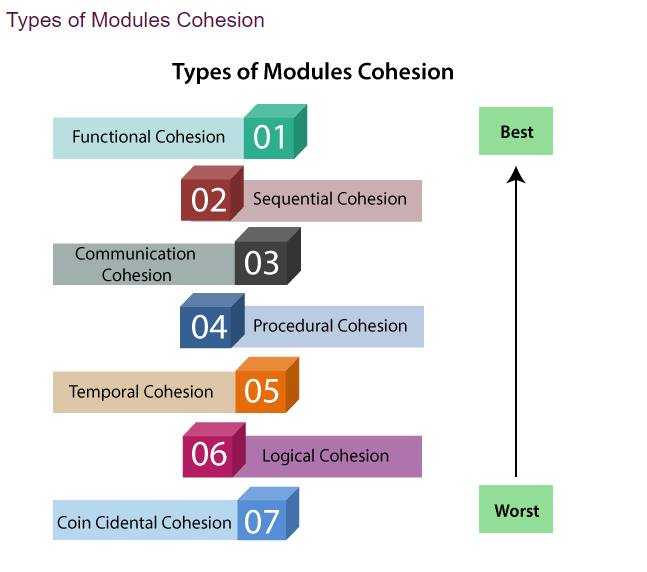 Types of Modules Cohesion
Types of Modules Cohesion
Functional Cohesion 01
Best
02 Sequential Cohesion
Communication
Cohesion
03
04 Procedural Cohesion
Temporal Cohesion 05
06 Logical Cohesion
Coin Cidental Cohesion 07
Worst